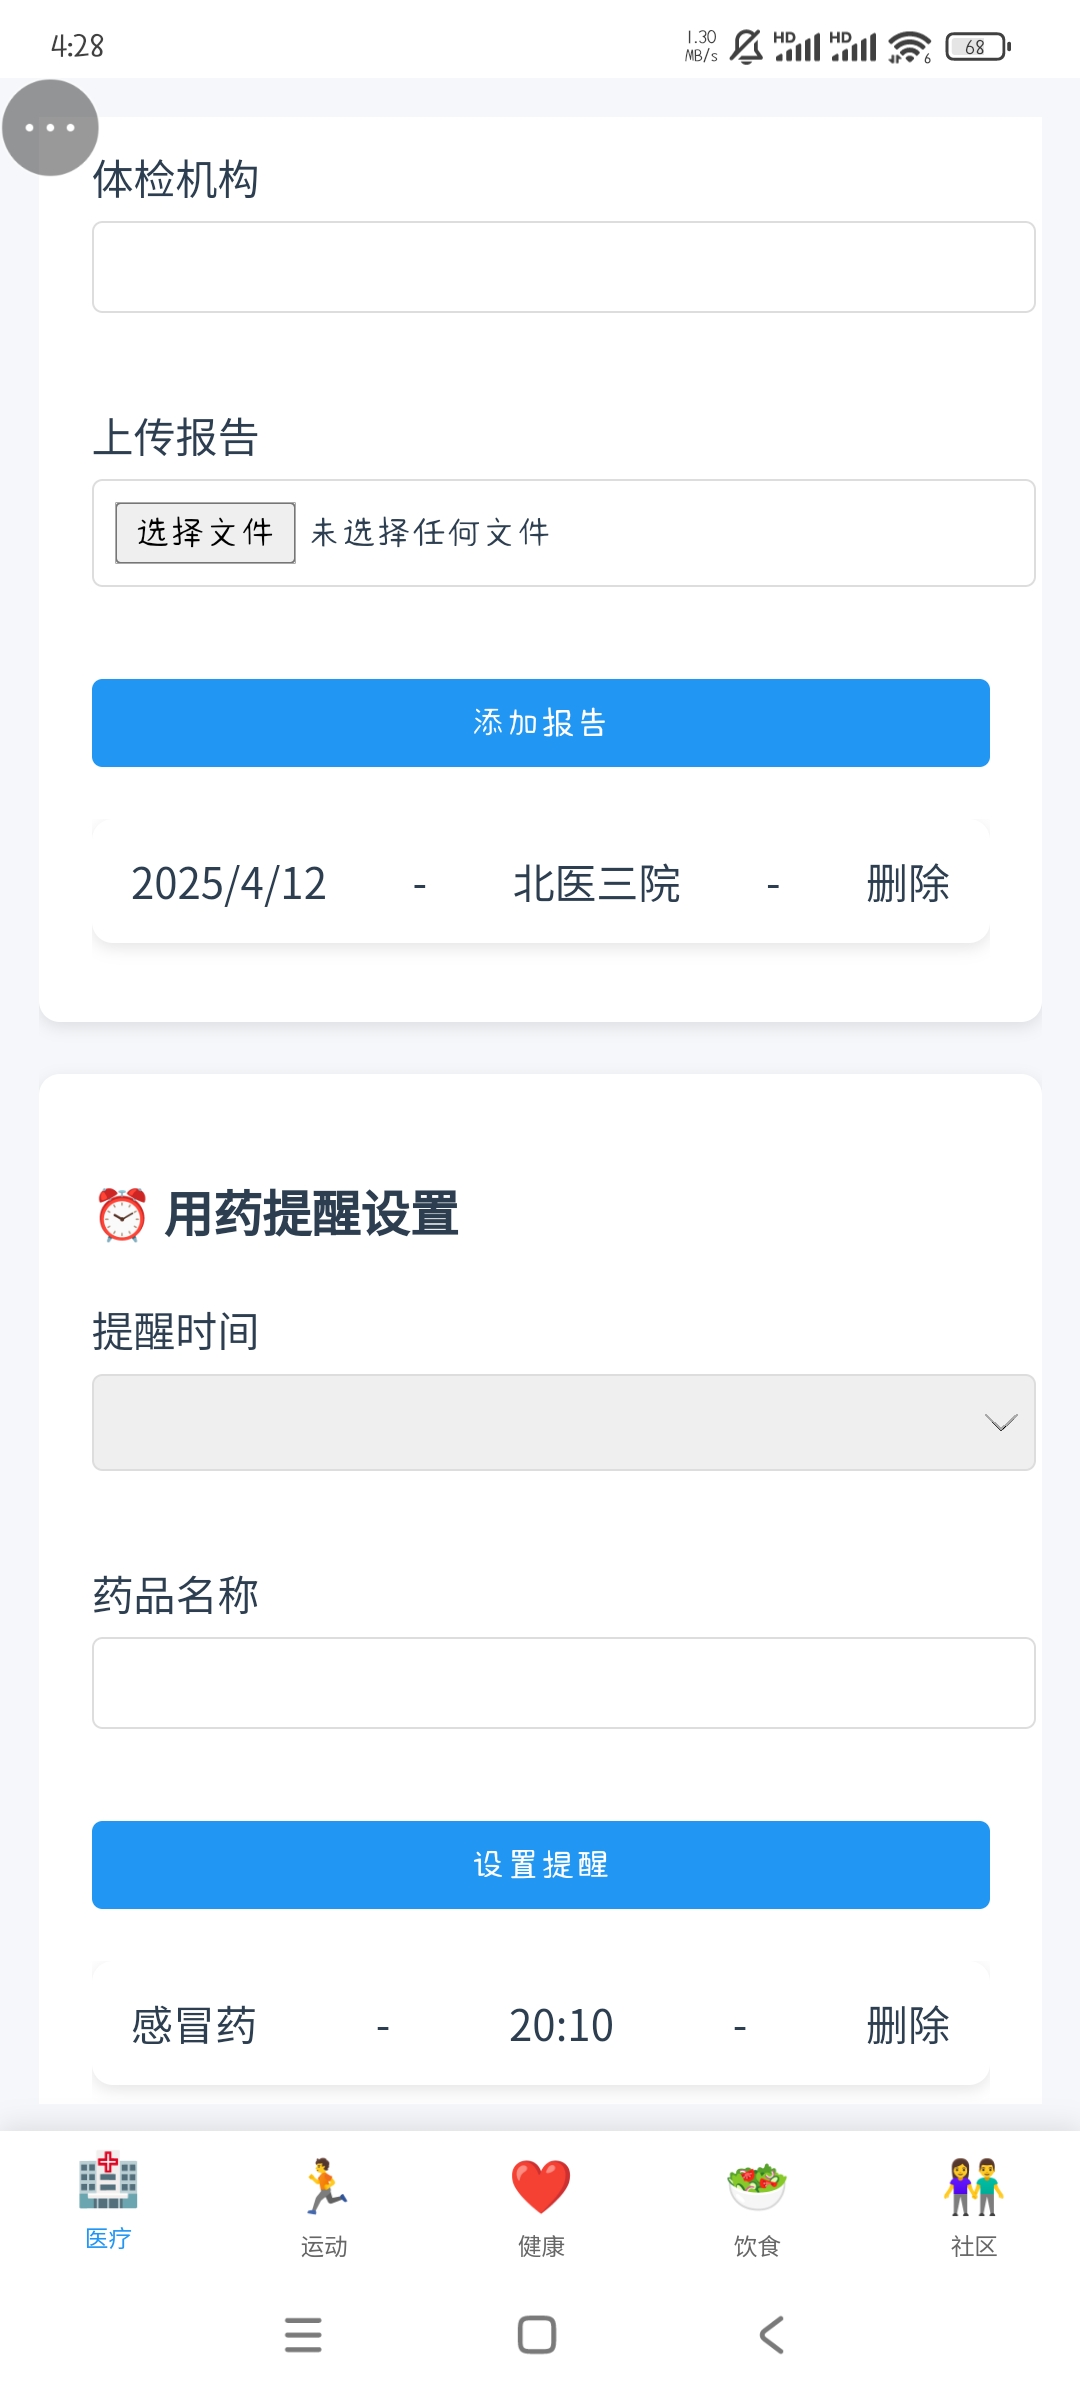 4:28
1.30 MB/s HD HD 6 68
体检机构
上传报告
选择文件 未选择任何文件
添加报告
2025/4/12 - 北医三院 - 删除
⏰ 用药提醒设置
提醒时间
药品名称
设置提醒
感冒药 - 20:10 - 删除
医疗 运动 健康 饮食 社区